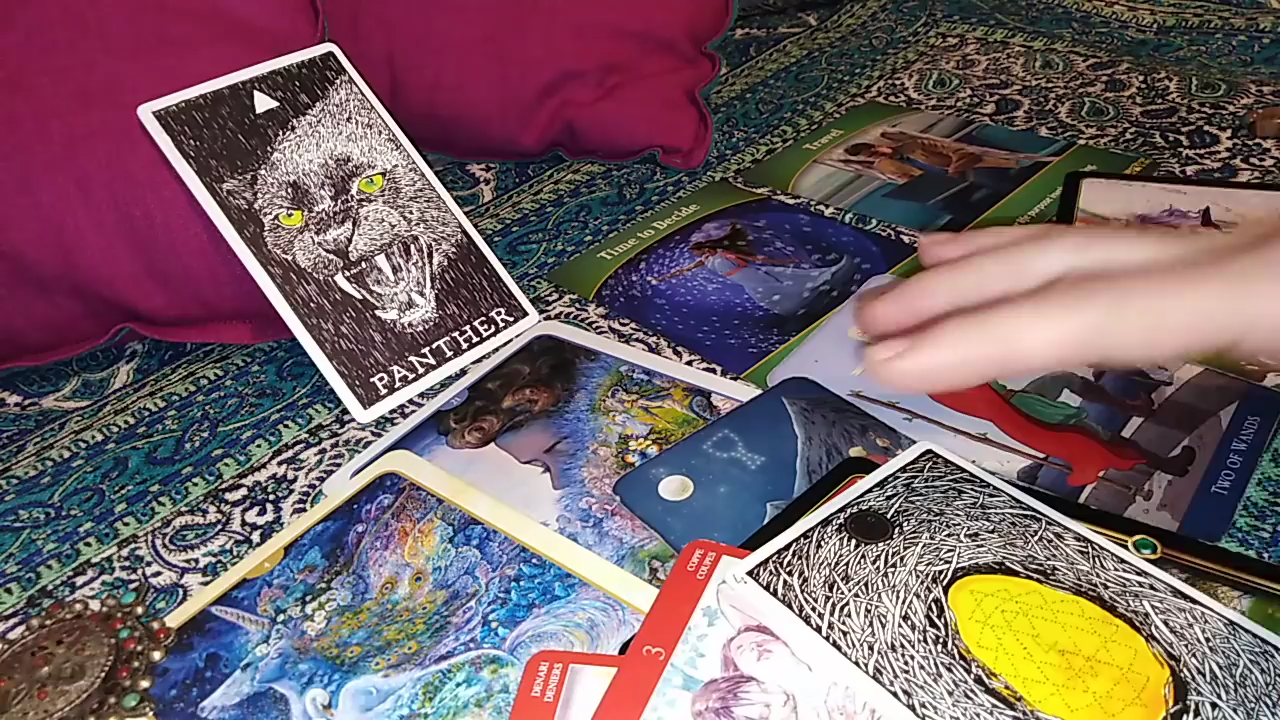 Travel
Time to Decide
PANTHER
TWO OF WANDS
COPPE
COUPES
3
DENARI
DENIERS